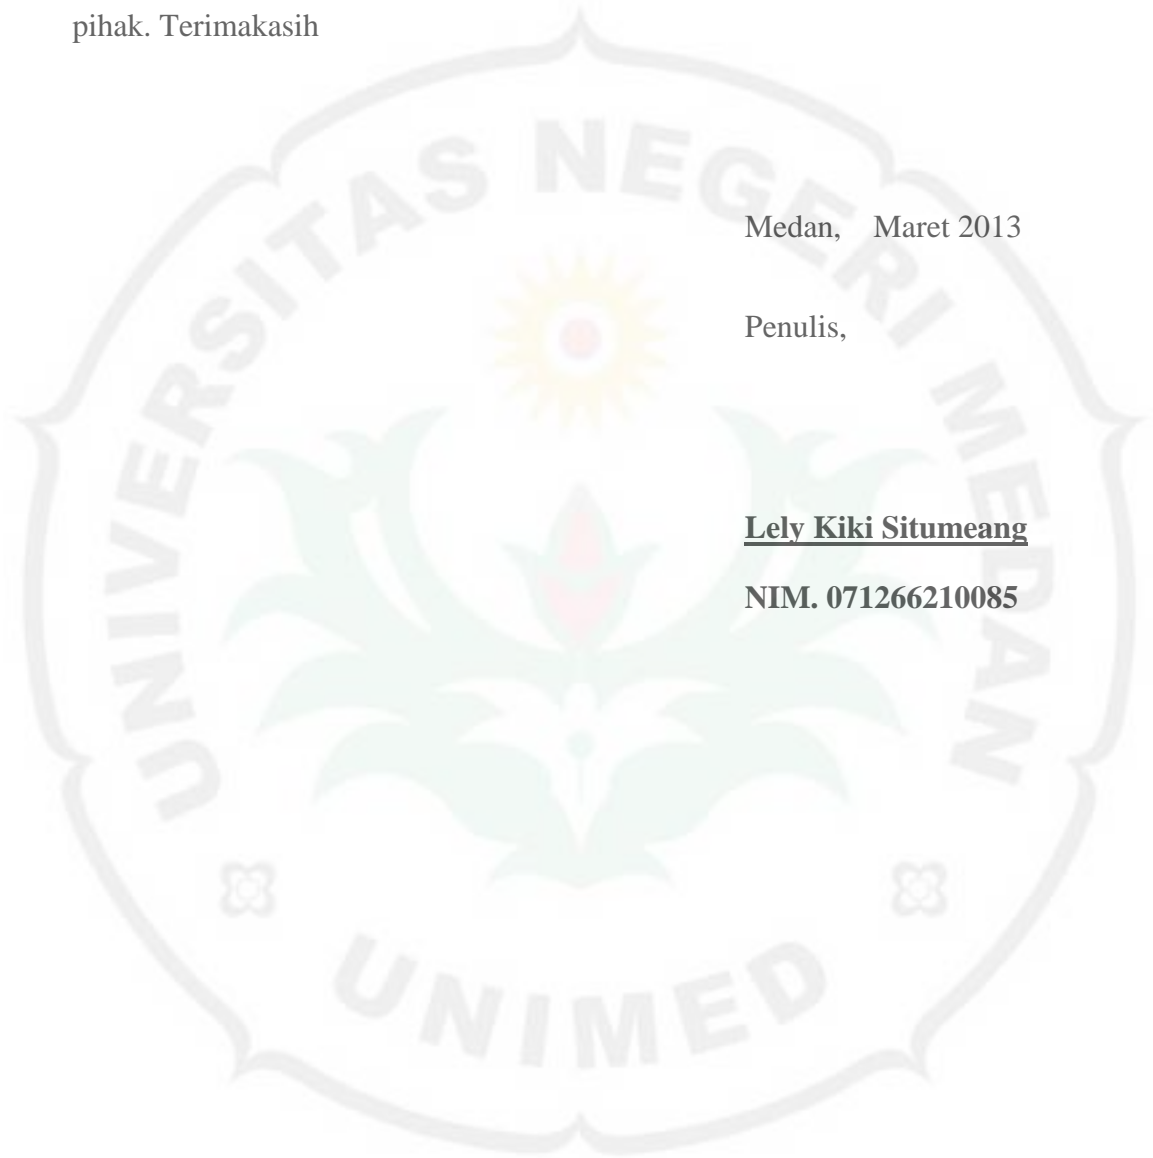 pihak. Terimakasih
Medan, Maret 2013
Penulis,
Lely Kiki Situmeang
NIM. 071266210085
UNIVERSITAS NEGERI MEDAN
UNIMED